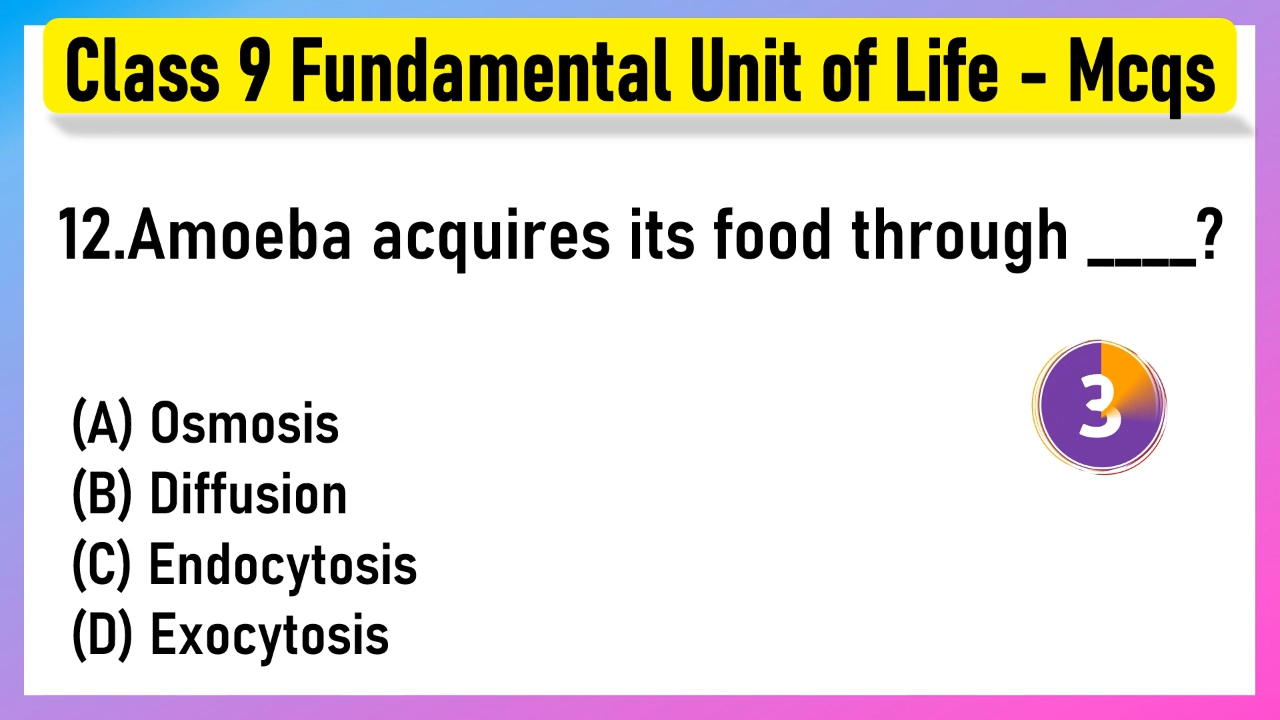 Class 9 Fundamental Unit of Life - Mcqs
12.Amoeba acquires its food through ____?
3
(A) Osmosis
(B) Diffusion
(C) Endocytosis
(D) Exocytosis